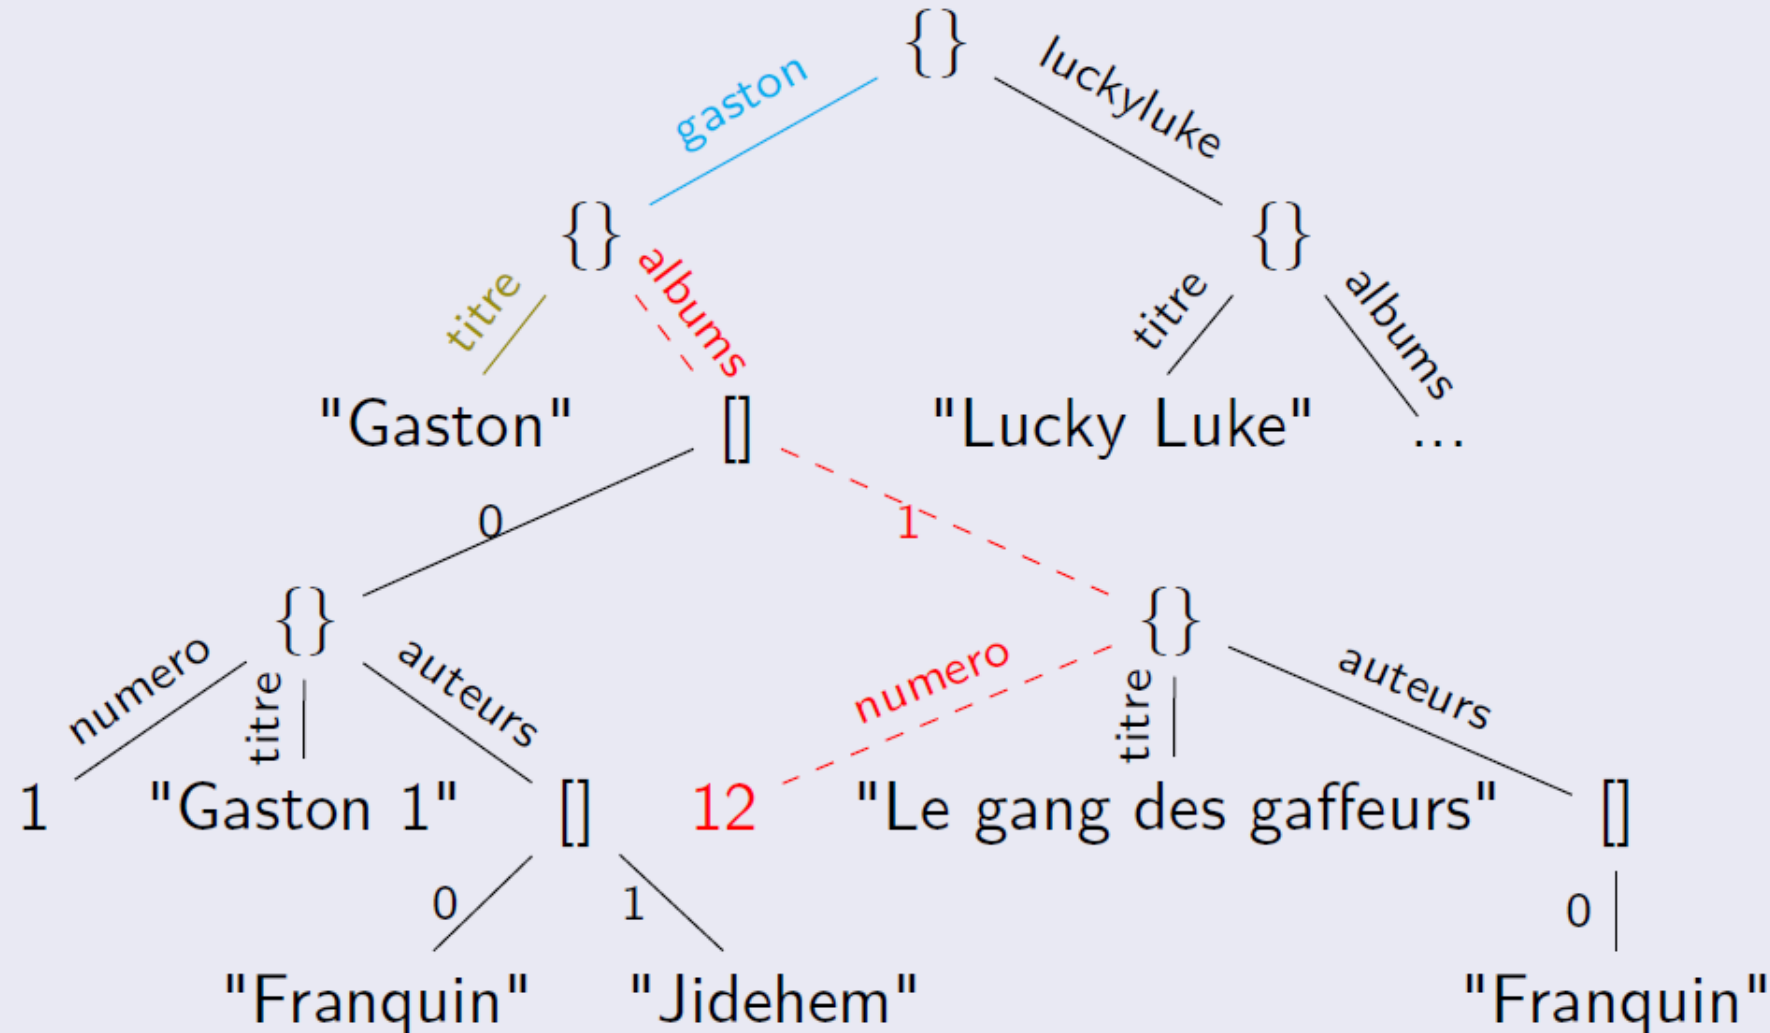 {}
gaston luckyluke
{} {}
titre albums titre albums
"Gaston" [] "Lucky Luke" ...
0 1
{} {}
numero titre auteurs numero titre auteurs
1 "Gaston 1" [] 12 "Le gang des gaffeurs" []
0 1 0
"Franquin" "Jidehem" "Franquin"